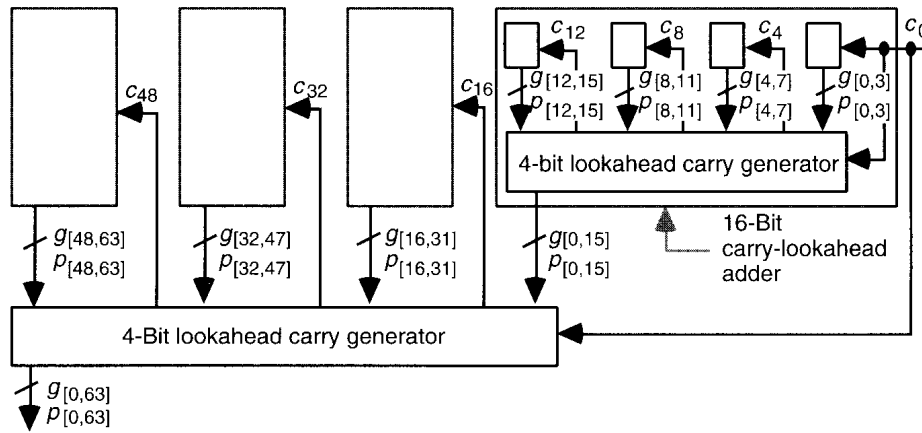 c12 c8 c4 c0
g[12,15] g[8,11] g[4,7] g[0,3]
p[12,15] p[8,11] p{4,7] p[0,3]
c48 c32 c16
4-bit lookahead carry generator
g[48,63] g[32,47] g[16,31] g[0,15]
p[48,63] p[32,47] p[16,31] p[0,15]
16-Bit
carry-lookahead
adder
4-Bit lookahead carry generator
g[0,63]
p[0,63]